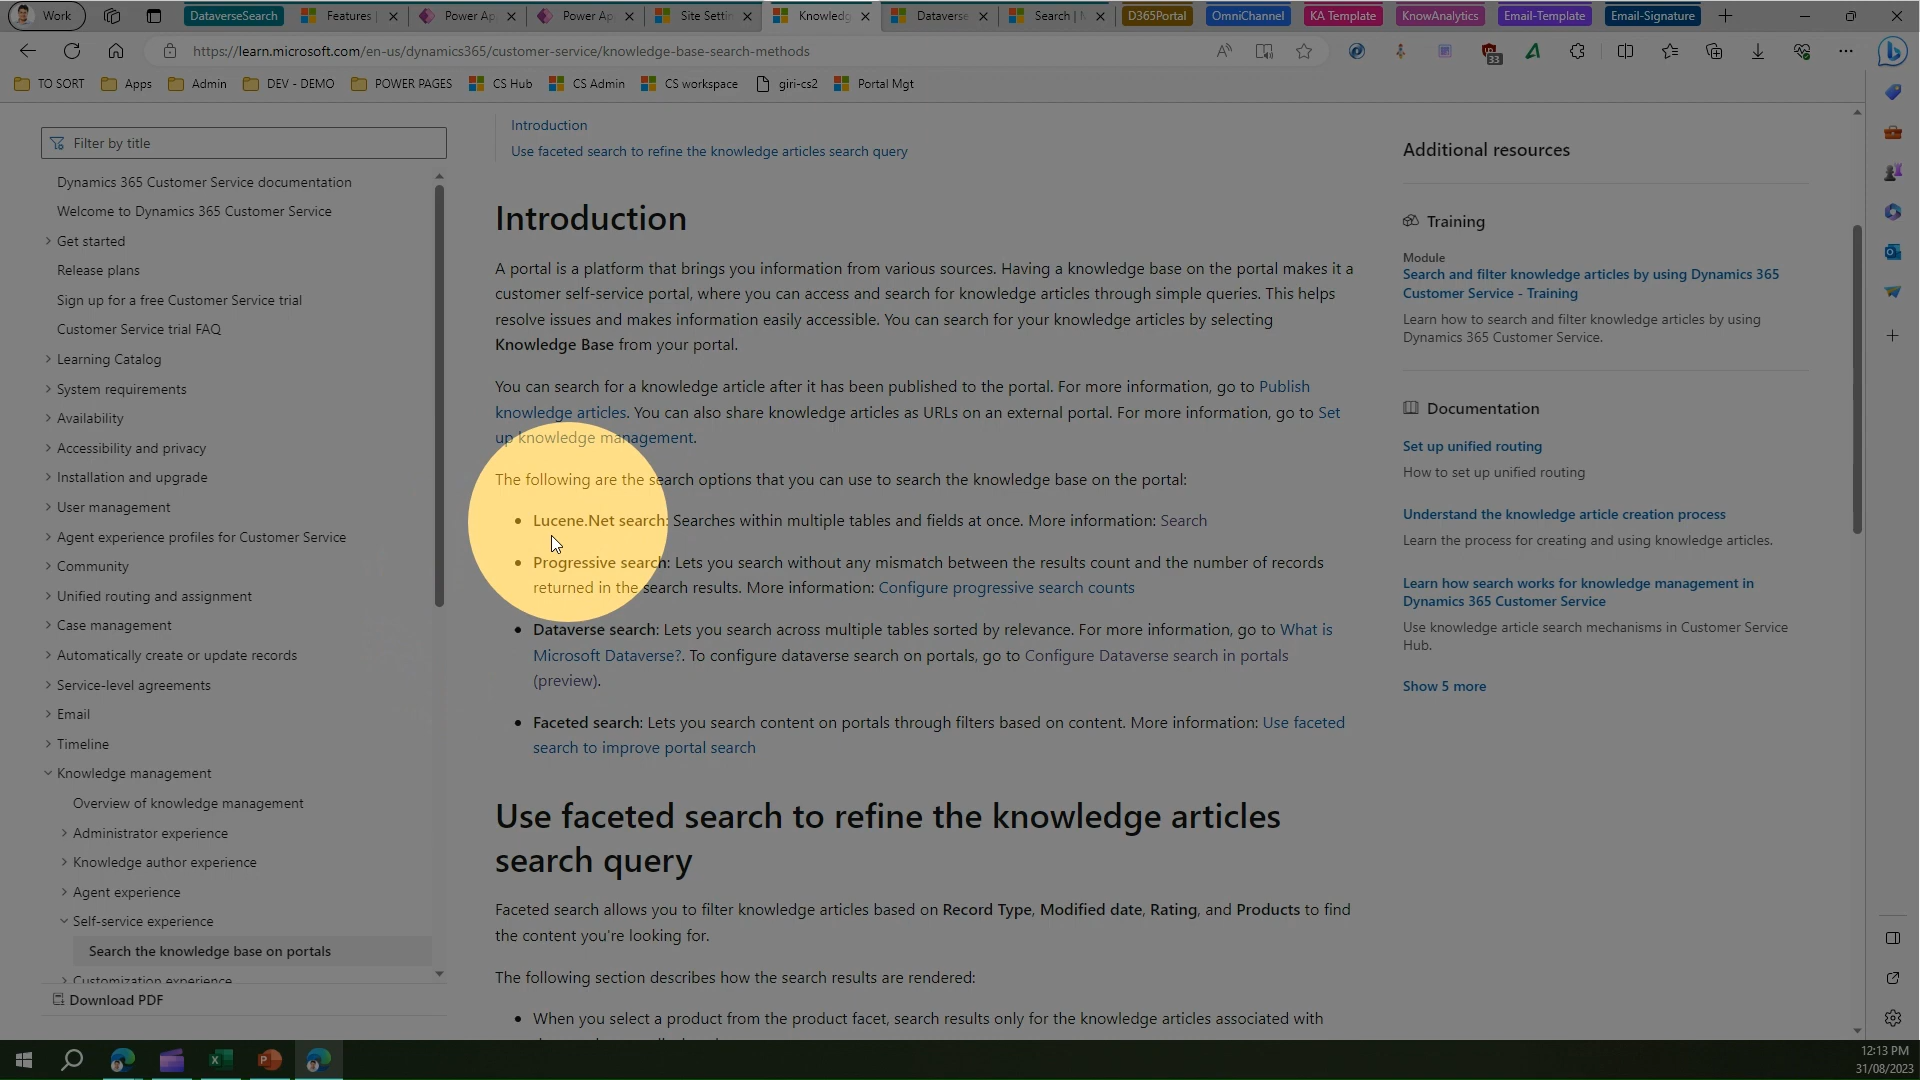 Work
DataverseSearch
Features
Power Ap
Power Ap
Site Settin
Knowledg
Dataverse
Search | M
D365Portal
OmniChannel
KA Template
KnowAnalytics
Email-Template
Email-Signature
https://learn.microsoft.com/en-us/dynamics365/customer-service/knowledge-base-search-methods
33
TO SORT
Apps
Admin
DEV - DEMO
POWER PAGES
CS Hub
CS Admin
CS workspace
giri-cs2
Portal Mgt
Filter by title
Dynamics 365 Customer Service documentation
Welcome to Dynamics 365 Customer Service
Get started
Release plans
Sign up for a free Customer Service trial
Customer Service trial FAQ
Learning Catalog
System requirements
Availability
Accessibility and privacy
Installation and upgrade
User management
Agent experience profiles for Customer Service
Community
Unified routing and assignment
Case management
Automatically create or update records
Service-level agreements
Email
Timeline
Knowledge management
Overview of knowledge management
Administrator experience
Knowledge author experience
Agent experience
Self-service experience
Search the knowledge base on portals
Customization experience
Download PDF
Introduction
Use faceted search to refine the knowledge articles search query
Introduction
A portal is a platform that brings you information from various sources. Having a knowledge base on the portal makes it a
customer self-service portal, where you can access and search for knowledge articles through simple queries. This helps
resolve issues and makes information easily accessible. You can search for your knowledge articles by selecting
Knowledge Base from your portal.
You can search for a knowledge article after it has been published to the portal. For more information, go to Publish
knowledge articles. You can also share knowledge articles as URLs on an external portal. For more information, go to Set
up knowledge management.
The following are the search options that you can use to search the knowledge base on the portal:
• Lucene.Net search: Searches within multiple tables and fields at once. More information: Search
• Progressive search: Lets you search without any mismatch between the results count and the number of records
returned in the search results. More information: Configure progressive search counts
• Dataverse search: Lets you search across multiple tables sorted by relevance. For more information, go to What is
Microsoft Dataverse?. To configure dataverse search on portals, go to Configure Dataverse search in portals
(preview).
• Faceted search: Lets you search content on portals through filters based on content. More information: Use faceted
search to improve portal search
Use faceted search to refine the knowledge articles
search query
Faceted search allows you to filter knowledge articles based on Record Type, Modified date, Rating, and Products to find
the content you're looking for.
The following section describes how the search results are rendered:
• When you select a product from the product facet, search results only for the knowledge articles associated with
Additional resources
Training
Module
Search and filter knowledge articles by using Dynamics 365
Customer Service - Training
Learn how to search and filter knowledge articles by using
Dynamics 365 Customer Service.
Documentation
Set up unified routing
How to set up unified routing
Understand the knowledge article creation process
Learn the process for creating and using knowledge articles.
Learn how search works for knowledge management in
Dynamics 365 Customer Service
Use knowledge article search mechanisms in Customer Service
Hub.
Show 5 more
12:13 PM
31/08/2023